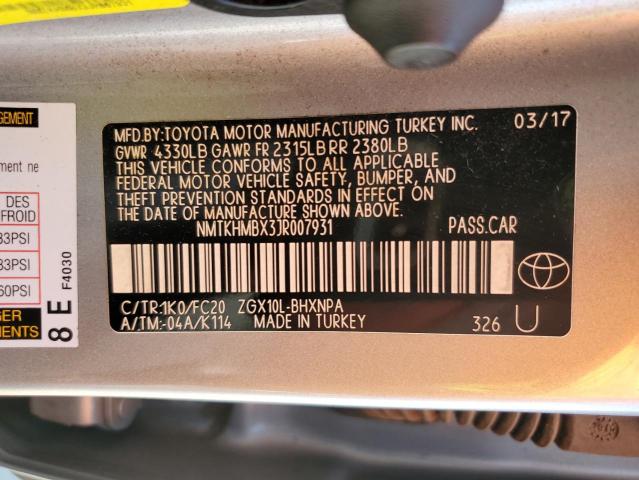 MFD.BY:TOYOTA MOTOR MANUFACTURING TURKEY INC. 03/17
GVWR 4330LB GAWR FR 2315LB RR 2380LB
THIS VEHICLE CONFORMS TO ALL APPLICABLE
FEDERAL MOTOR VEHICLE SAFETY, BUMPER, AND
THEFT PREVENTION STANDARDS IN EFFECT ON
THE DATE OF MANUFACTURE SHOWN ABOVE.
NMTKHMBX3JR007931 PASS.CAR
C/TR:1K0/FC20 ZGX10L-BHXNPA
A/TM:-04A/K114 MADE IN TURKEY 326 U
GEMENT
ment ne
DES
FROID
33PSI
33PSI
60PSI
8 E F4030